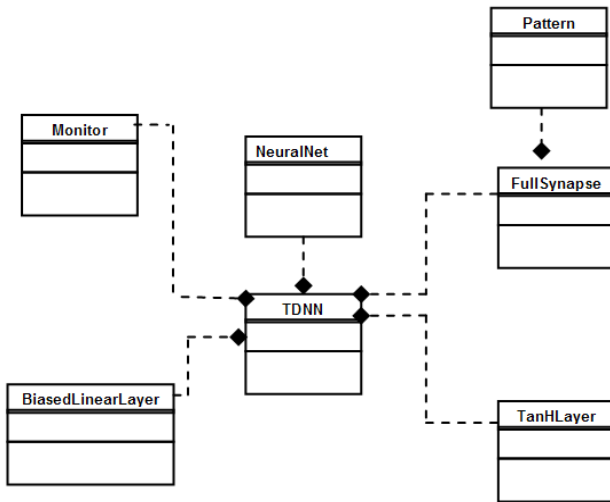 Pattern
Monitor
NeuralNet
FullSynapse
TDNN
BiasedLinearLayer
TanHLayer